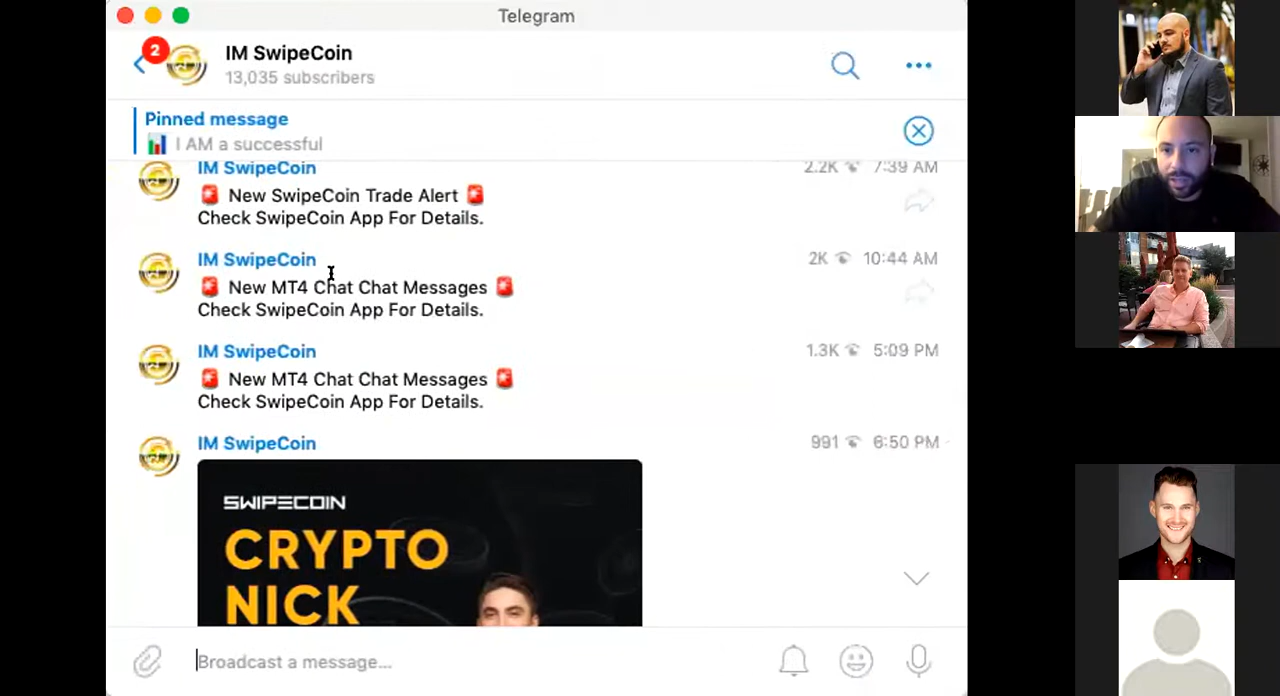 Telegram
2
IM SwipeCoin
13,035 subscribers
Pinned message
I AM a successful
IM SwipeCoin 2.2K 7:39 AM
New SwipeCoin Trade Alert
Check SwipeCoin App For Details.
IM SwipeCoin 2K 10:44 AM
New MT4 Chat Chat Messages
Check SwipeCoin App For Details.
IM SwipeCoin 1.3K 5:09 PM
New MT4 Chat Chat Messages
Check SwipeCoin App For Details.
IM SwipeCoin 991 6:50 PM
SWIPECOIN
CRYPTO
NICK
Broadcast a message...